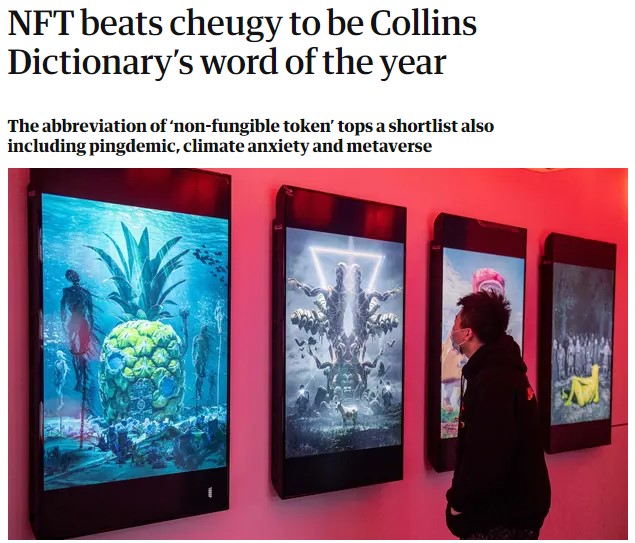 NFT beats cheugy to be Collins
Dictionary’s word of the year
The abbreviation of ‘non-fungible token’ tops a shortlist also
including pingdemic, climate anxiety and metaverse